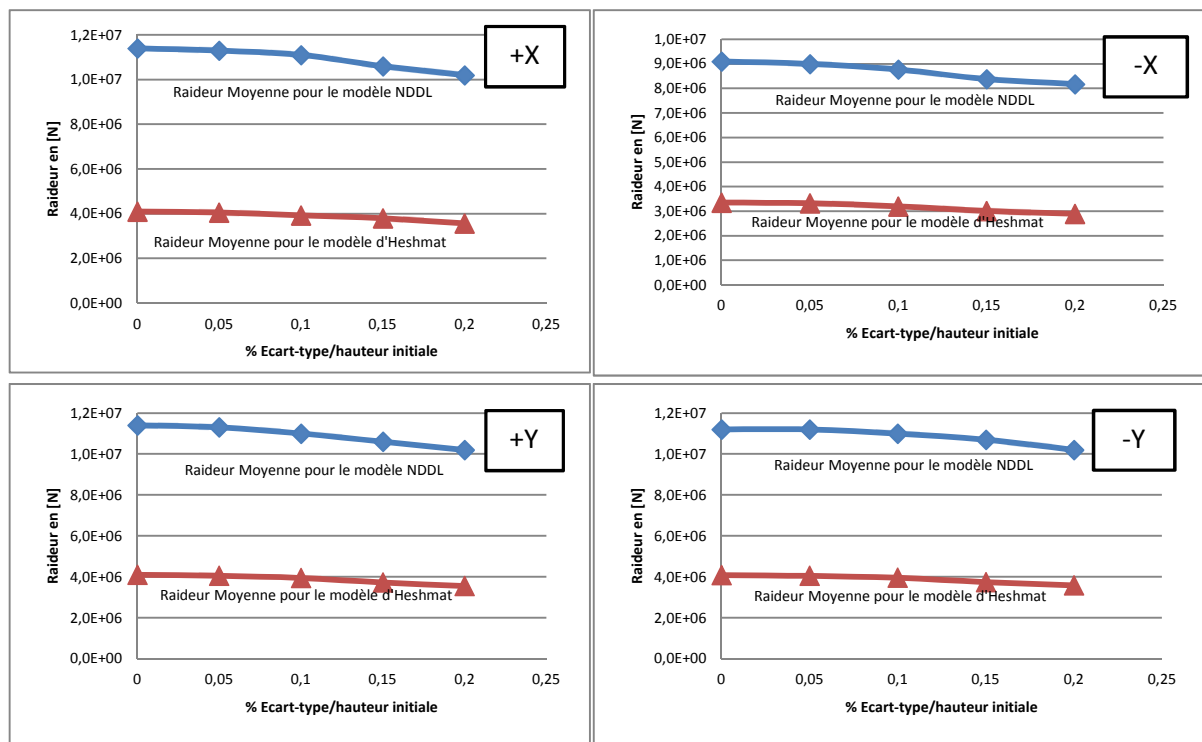 +X
1,2E+07
1,0E+07
8,0E+06
6,0E+06
4,0E+06
2,0E+06
0,0E+00
Raideur en [N]
Raideur Moyenne pour le modèle NDDL
Raideur Moyenne pour le modèle d'Heshmat
0 0,05 0,1 0,15 0,2 0,25
% Ecart-type/hauteur initiale
-X
1,0E+07
9,0E+06
8,0E+06
7,0E+06
6,0E+06
5,0E+06
4,0E+06
3,0E+06
2,0E+06
1,0E+06
0,0E+00
Raideur en [N]
Raideur Moyenne pour le modèle NDDL
Raideur Moyenne pour le modèle d'Heshmat
0 0,05 0,1 0,15 0,2 0,25
% Ecart-type/hauteur initiale
+Y
1,2E+07
1,0E+07
8,0E+06
6,0E+06
4,0E+06
2,0E+06
0,0E+00
Raideur en [N]
Raideur Moyenne pour le modèle NDDL
Raideur Moyenne pour le modèle d'Heshmat
0 0,05 0,1 0,15 0,2 0,25
% Ecart-type/hauteur initiale
-Y
1,2E+07
1,0E+07
8,0E+06
6,0E+06
4,0E+06
2,0E+06
0,0E+00
Raideur en [N]
Raideur Moyenne pour le modèle NDDL
Raideur Moyenne pour le modèle d'Heshmat
0 0,05 0,1 0,15 0,2 0,25
% Ecart-type/hauteur initiale